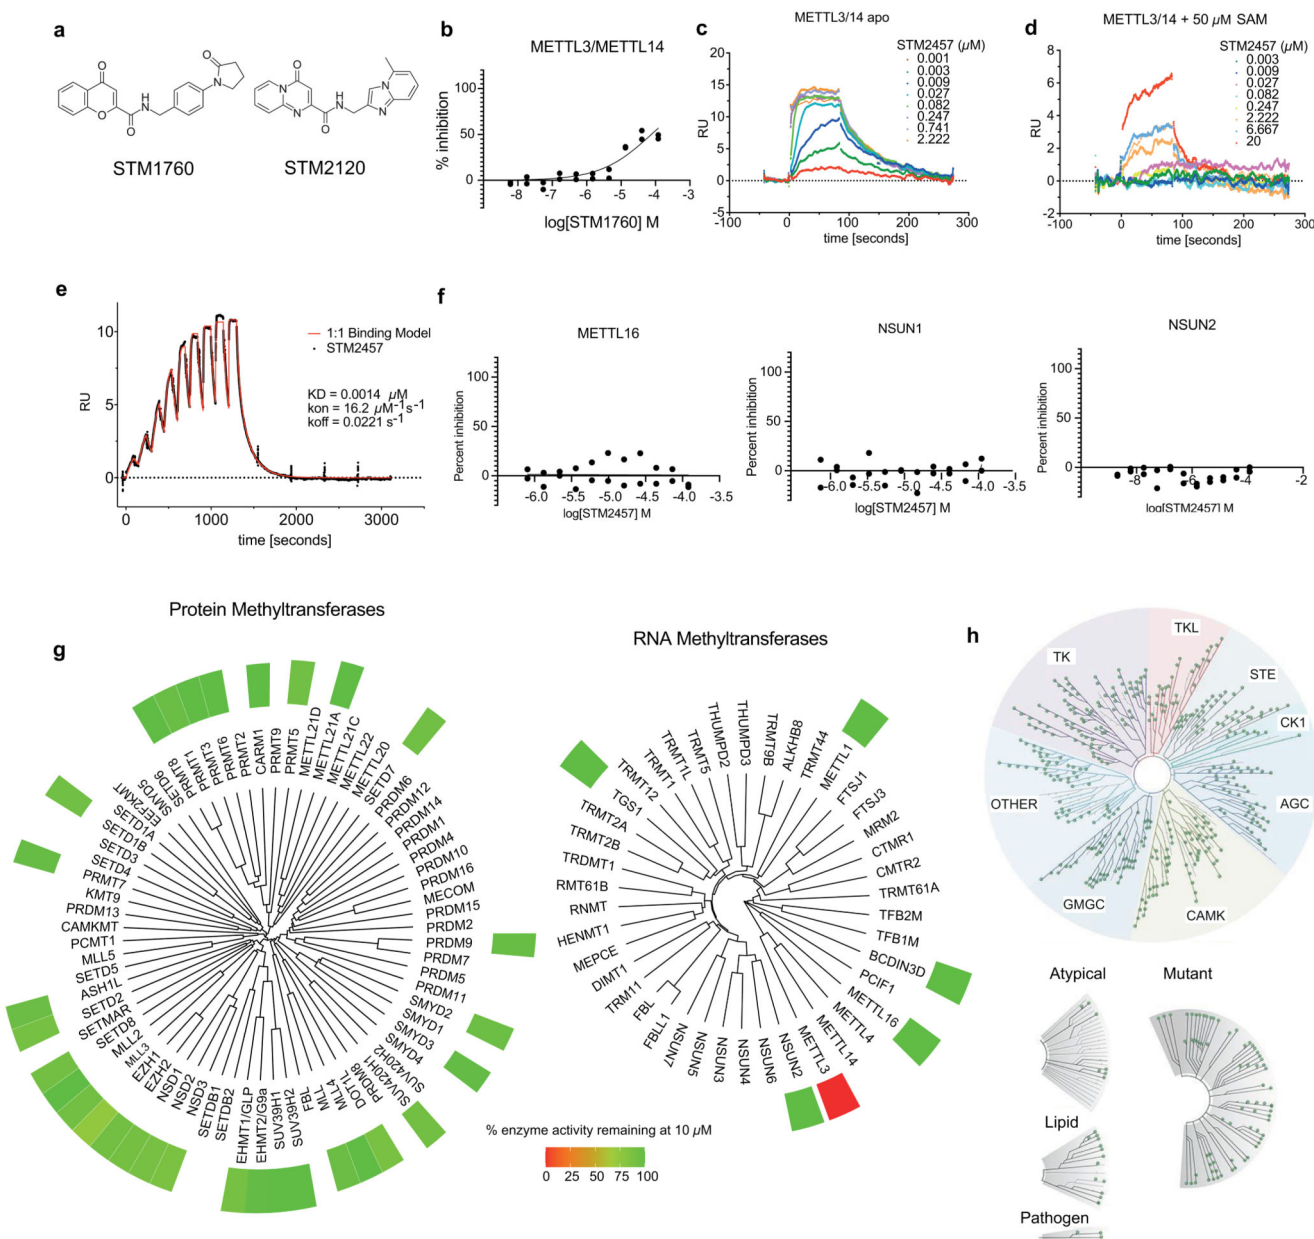 a
O
O
O
O
O
H
N
N
STM1760
O
N
N
O
H
N
N
N
STM2120
b
METTL3/METTL14
% inhibition
100
50
0
-8
-7
-6
-5
-4
-3
log[STM1760] M
c
METTL3/14 apo
STM2457 (µM)
0.001
0.003
0.009
0.027
0.082
0.247
0.741
2.222
RU
20
15
10
5
0
-5
-100
0
100
200
300
time [seconds]
d
METTL3/14 + 50 µM SAM
STM2457 (µM)
0.003
0.009
0.027
0.082
0.247
2.222
6.667
20
RU
8
6
4
2
0
-2
-100
0
100
200
300
time [seconds]
e
1:1 Binding Model
STM2457
KD = 0.0014 µM
kon = 16.2 µM-1s-1
koff = 0.0221 s-1
RU
10
5
0
0
1000
2000
3000
time [seconds]
f
METTL16
Percent inhibition
100
50
0
-6.0
-5.5
-5.0
-4.5
-4.0
-3.5
log[STM2457] M
NSUN1
Percent inhibition
100
50
0
-6.0
-5.5
-5.0
-4.5
-4.0
-3.5
log[STM2457] M
NSUN2
Percent inhibition
100
50
0
-8
-6
-4
-2
log[STM2457] M
g
Protein Methyltransferases
PRMT9
PRMT5
METTL21D
METTL21A
METTL21C
METTL22
METTL20
SETD7
PRDM6
PRDM12
PRDM14
PRDM1
PRDM4
PRDM10
PRDM16
MECOM
PRDM15
PRDM2
PRDM9
PRDM7
PRDM5
PRDM11
SMYD2
SMYD1
SMYD3
SMYD4
SUV420H2
SUV420H1
PRDM8
DOT1L
MLL4
MLL
FBL
SUV39H2
SUV39H1
EHMT2/G9a
EHMT1/GLP
SETDB2
SETDB1
NSD3
NSD2
NSD1
EZH2
EZH1
MLL3
MLL2
SETD8
SETMAR
SETD2
ASH1L
SETD5
MLL5
PCMT1
CAMKMT
PRDM13
KMT9
PRMT7
SETD4
SETD3
SETD1B
SETD1A
EEF2KMT
SMYD5
SETD6
PRMT8
PRMT1
PRMT3
PRMT6
PRMT2
CARM1
RNA Methyltransferases
THUMPD3
TRMT9B
ALKHB8
TRMT44
METTL1
FTSJ1
FTSJ3
MRM2
CTMR1
CMTR2
TRMT61A
TFB2M
TFB1M
BCDIN3D
PCIF1
METTL16
METTL4
METTL14
METTL3
NSUN2
NSUN6
NSUN4
NSUN3
NSUN5
NSUN7
FBLL1
FBL
TRM11
DIMT1
MEPCE
HENMT1
RNMT
RMT61B
TRDMT1
TRMT2B
TRMT2A
TGS1
TRMT12
TRMT1
TRMT1L
TRMT5
THUMPD2
% enzyme activity remaining at 10 µM
0
25
50
75
100
h
TK
TKL
STE
CK1
AGC
CAMK
GMGC
OTHER
Atypical
Mutant
Lipid
Pathogen